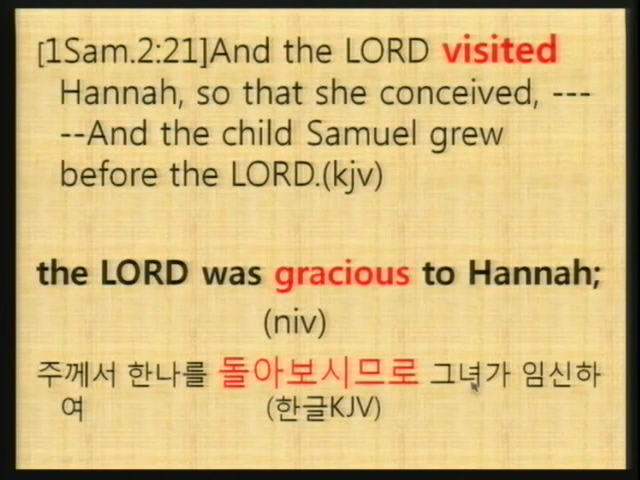 [1Sam.2:21]And the LORD visited
Hannah, so that she conceived, ---
--And the child Samuel grew
before the LORD.(kjv)
the LORD was gracious to Hannah;
(niv)
주께서 한나를 돌아보시므로 그녀가 임신하
여 (한글KJV)